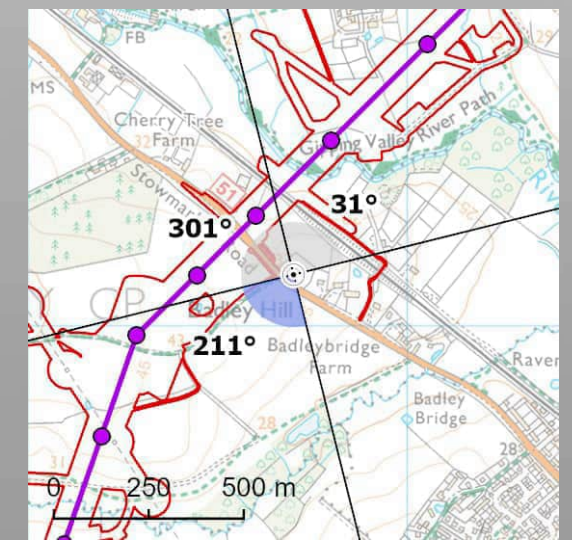 FB
29
MS
Cherry Tree
Farm
32
Gipping Valley River Path
Stowmarket Road
51
31°
301°
25
CP
Badley Hill
43
211°
Badleybridge
Farm
45
Raven
Badley
Bridge
28
28
31
0 250 500 m